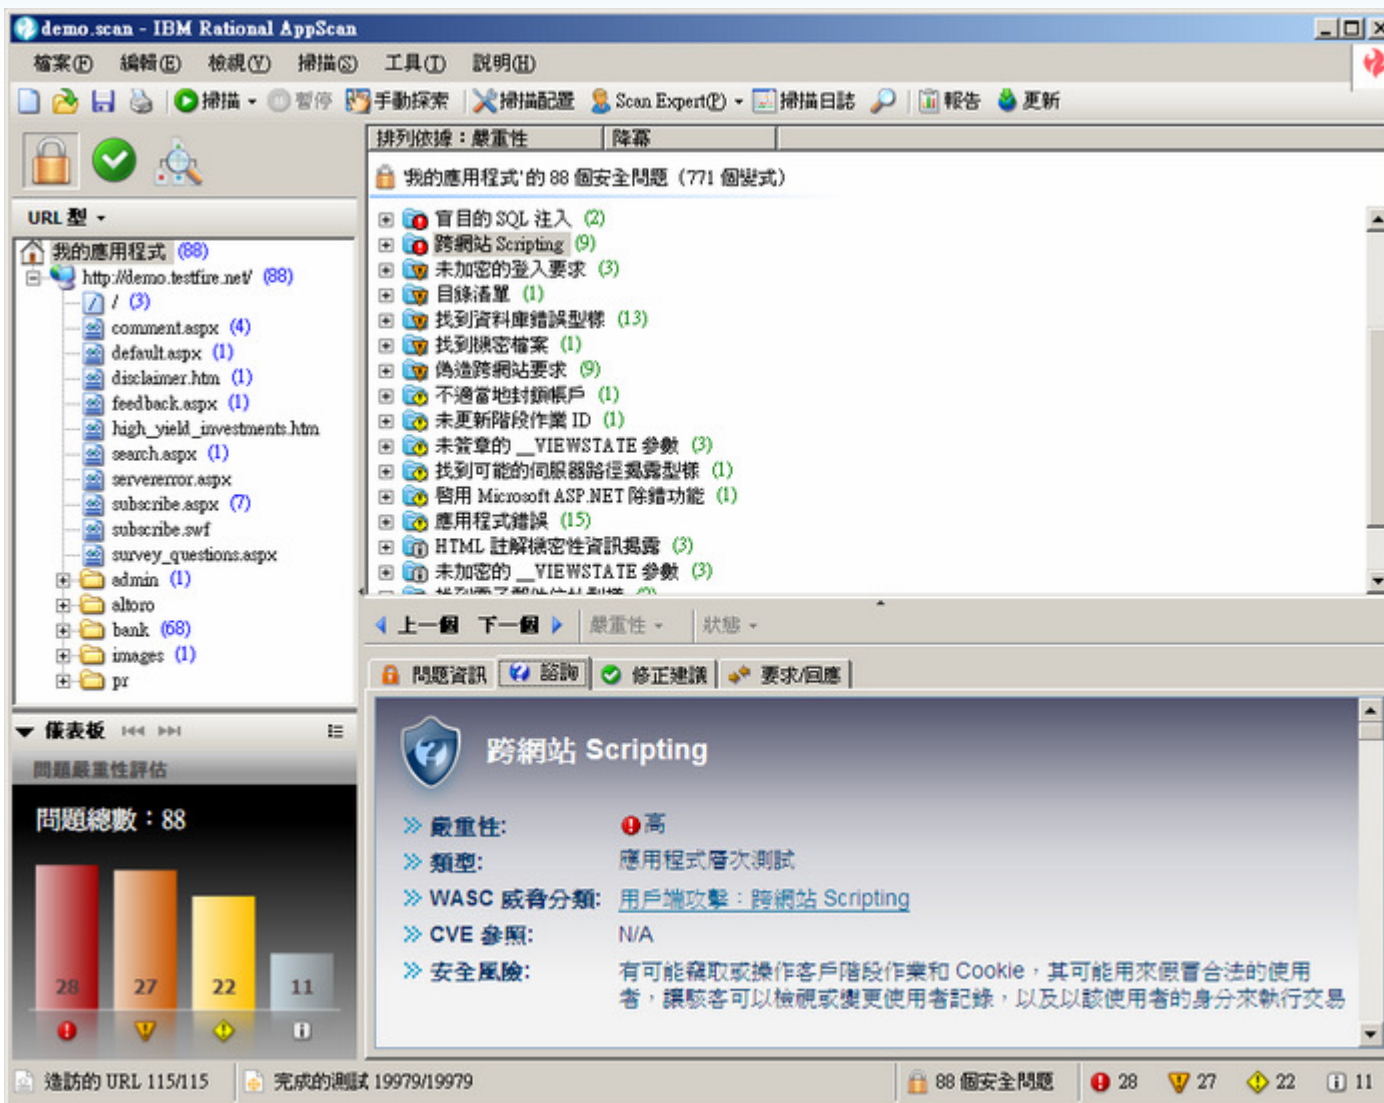 demo.scan - IBM Rational AppScan
檔案(F) 編輯(E) 檢視(V) 掃描(S) 工具(T) 說明(H)
掃描 暫停 手動探索 掃描配置 Scan Expert(P) 掃描日誌 報告 更新
排列依據：嚴重性 降冪
'我的應用程式'的 88 個安全問題（771 個變式）
URL 型
我的應用程式 (88)
http://demo.testfire.net/ (88)
/ (3)
comment.aspx (4)
default.aspx (1)
disclaimer.htm (1)
feedback.aspx (1)
high_yield_investments.htm
search.aspx (1)
servererror.aspx
subscribe.aspx (7)
subscribe.swf
survey_questions.aspx
admin (1)
altoro
bank (68)
images (1)
pr
盲目的 SQL 注入 (2)
跨網站 Scripting (9)
未加密的登入要求 (3)
目錄清單 (1)
找到資料庫錯誤型樣 (13)
找到機密檔案 (1)
偽造跨網站要求 (9)
不適當地封鎖帳戶 (1)
未更新階段作業 ID (1)
未簽章的 __VIEWSTATE 參數 (3)
找到可能的伺服器路徑揭露型樣 (1)
啓用 Microsoft ASP.NET 除錯功能 (1)
應用程式錯誤 (15)
HTML 註解機密性資訊揭露 (3)
未加密的 __VIEWSTATE 參數 (3)
上一個 下一個 嚴重性 狀態
問題資訊 諮詢 修正建議 要求/回應
儀表板
問題嚴重性評估
問題總數：88
28 27 22 11
跨網站 Scripting
嚴重性: 高
類型: 應用程式層次測試
WASC 威脅分類: 用戶端攻擊：跨網站 Scripting
CVE 參照: N/A
安全風險: 有可能竊取或操作客戶階段作業和 Cookie，其可能用來假冒合法的使用
者，讓駭客可以檢視或變更使用者記錄，以及以該使用者的身分來執行交易
造訪的 URL 115/115 完成的測試 19979/19979 88 個安全問題 28 27 22 11